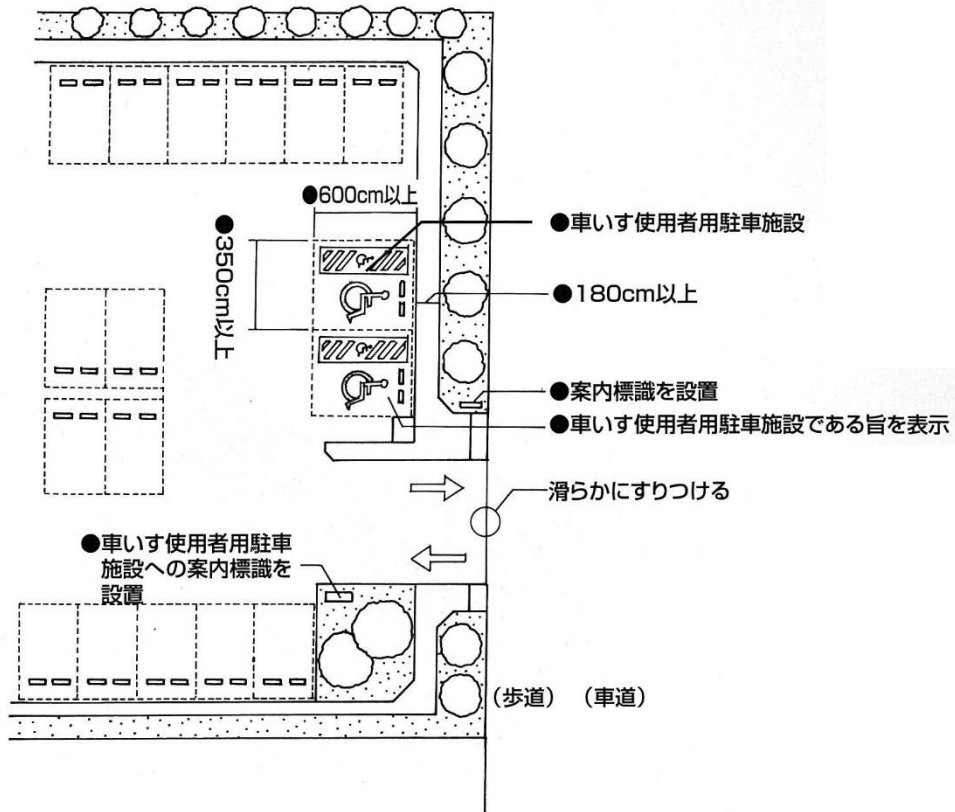 ●600cm以上
●350cm以上
●車いす使用者用駐車施設
●180cm以上
●案内標識を設置
●車いす使用者用駐車施設である旨を表示
滑らかにすりつける
●車いす使用者用駐車
施設への案内標識を
設置
(歩道) (車道)